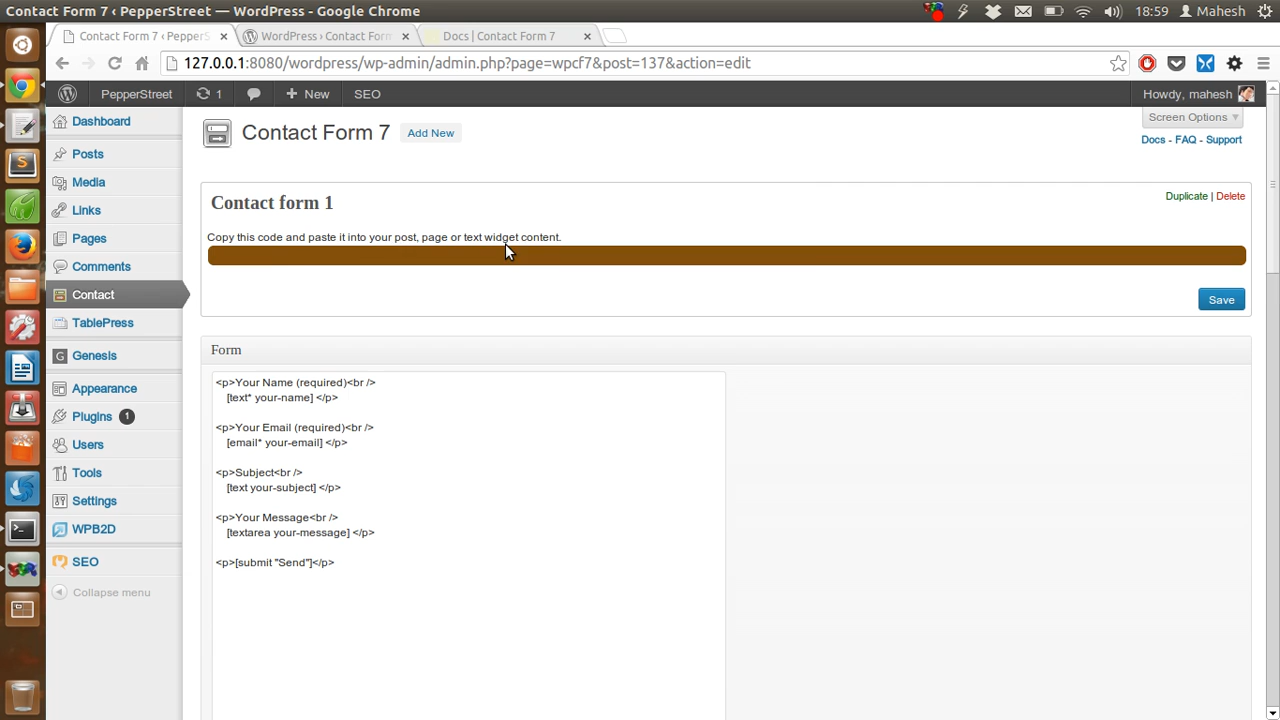 Contact Form 7 ‹ PepperStreet — WordPress - Google Chrome
18:59
Mahesh
Contact Form 7 ‹ PepperS
WordPress › Contact Form
Docs | Contact Form 7
127.0.0.1:8080/wordpress/wp-admin/admin.php?page=wpcf7&post=137&action=edit
PepperStreet
1
New
SEO
Howdy, mahesh
Screen Options
Docs - FAQ - Support
Dashboard
Posts
Media
Links
Pages
Comments
Contact
TablePress
Genesis
Appearance
Plugins 1
Users
Tools
Settings
WPB2D
SEO
Collapse menu
Contact Form 7
Add New
Contact form 1
Duplicate | Delete
Copy this code and paste it into your post, page or text widget content.
Save
Form
<p>Your Name (required)<br />
[text* your-name] </p>
<p>Your Email (required)<br />
[email* your-email] </p>
<p>Subject<br />
[text your-subject] </p>
<p>Your Message<br />
[textarea your-message] </p>
<p>[submit "Send"]</p>